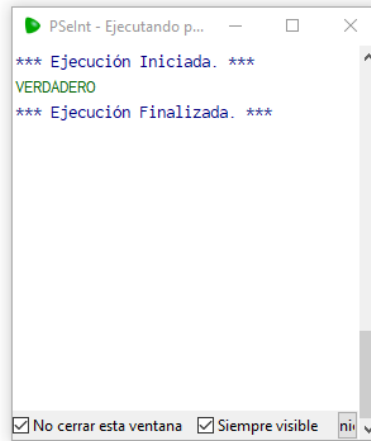 PSeInt - Ejecutando p...
*** Ejecución Iniciada. ***
VERDADERO
*** Ejecución Finalizada. ***
No cerrar esta ventana Siempre visible